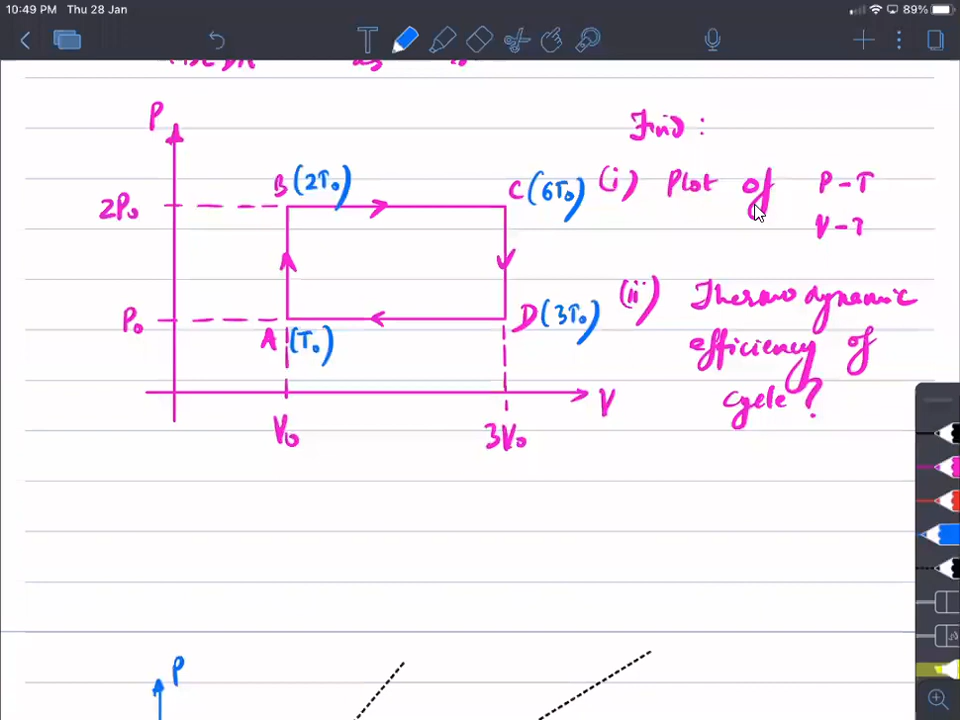 10:49 PM Thu 28 Jan
89%
P
Find :
B (2T₀)
C (6T₀)
(i) Plot of P - T
2P₀
V - T
(ii) Thermodynamic
P₀
D (3T₀)
A (T₀)
efficiency of
cycle ?
V
V₀
3V₀
P